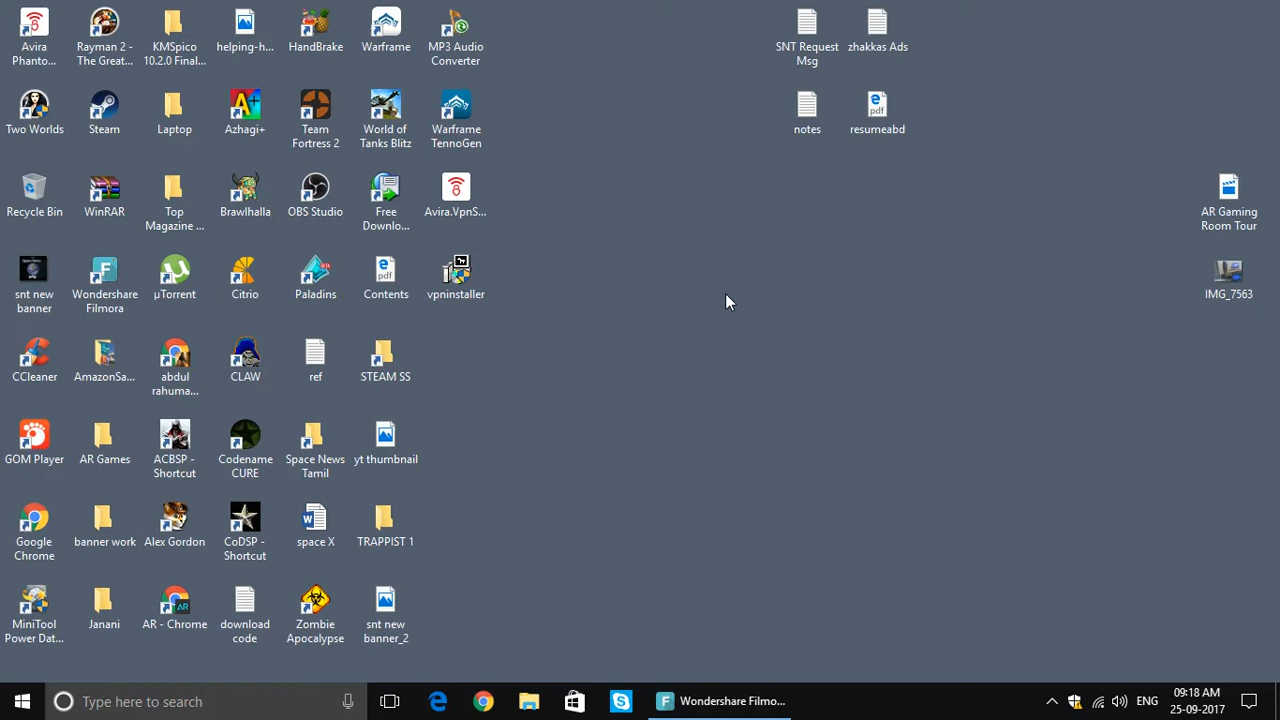 Avira
Phanto...
Rayman 2 -
The Great...
KMSpico
10.2.0 Final...
helping-h...
HandBrake
Warframe
MP3 Audio
Converter
SNT Request
Msg
zhakkas Ads
Two Worlds
Steam
Laptop
Azhagi+
Team
Fortress 2
World of
Tanks Blitz
Warframe
TennoGen
notes
resumeabd
Recycle Bin
WinRAR
Top
Magazine ...
Brawlhalla
OBS Studio
Free
Downlo...
Avira.VpnS...
AR Gaming
Room Tour
snt new
banner
Wondershare
Filmora
µTorrent
Citrio
Paladins
Contents
vpninstaller
IMG_7563
CCleaner
AmazonSa...
abdul
rahuma...
CLAW
ref
STEAM SS
GOM Player
AR Games
ACBSP -
Shortcut
Codename
CURE
Space News
Tamil
yt thumbnail
Google
Chrome
banner work
Alex Gordon
CoDSP -
Shortcut
space X
TRAPPIST 1
MiniTool
Power Dat...
Janani
AR - Chrome
download
code
Zombie
Apocalypse
snt new
banner_2
Type here to search
Wondershare Filmo...
ENG
09:18 AM
25-09-2017